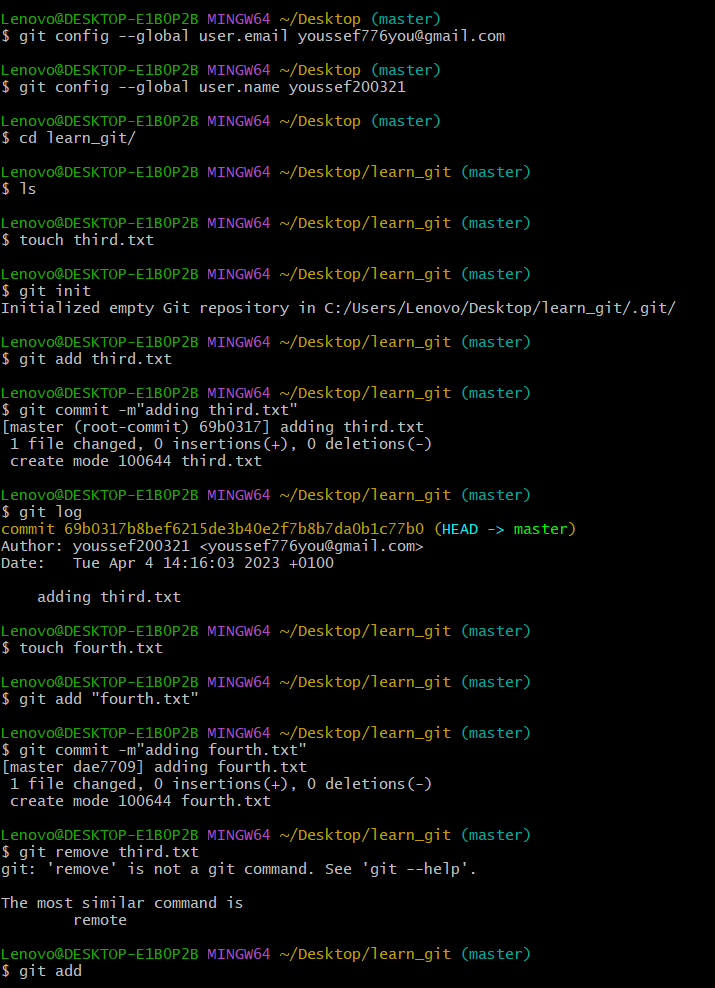 Lenovo@DESKTOP-E1B0P2B MINGW64 ~/Desktop (master)
$ git config --global user.email youssef776you@gmail.com
Lenovo@DESKTOP-E1B0P2B MINGW64 ~/Desktop (master)
$ git config --global user.name youssef200321
Lenovo@DESKTOP-E1B0P2B MINGW64 ~/Desktop (master)
$ cd learn_git/
Lenovo@DESKTOP-E1B0P2B MINGW64 ~/Desktop/learn_git (master)
$ ls
Lenovo@DESKTOP-E1B0P2B MINGW64 ~/Desktop/learn_git (master)
$ touch third.txt
Lenovo@DESKTOP-E1B0P2B MINGW64 ~/Desktop/learn_git (master)
$ git init
Initialized empty Git repository in C:/Users/Lenovo/Desktop/learn_git/.git/
Lenovo@DESKTOP-E1B0P2B MINGW64 ~/Desktop/learn_git (master)
$ git add third.txt
Lenovo@DESKTOP-E1B0P2B MINGW64 ~/Desktop/learn_git (master)
$ git commit -m"adding third.txt"
[master (root-commit) 69b0317] adding third.txt
 1 file changed, 0 insertions(+), 0 deletions(-)
 create mode 100644 third.txt
Lenovo@DESKTOP-E1B0P2B MINGW64 ~/Desktop/learn_git (master)
$ git log
commit 69b0317b8bef6215de3b40e2f7b8b7da0b1c77b0 (HEAD -> master)
Author: youssef200321 <youssef776you@gmail.com>
Date:   Tue Apr 4 14:16:03 2023 +0100
    adding third.txt
Lenovo@DESKTOP-E1B0P2B MINGW64 ~/Desktop/learn_git (master)
$ touch fourth.txt
Lenovo@DESKTOP-E1B0P2B MINGW64 ~/Desktop/learn_git (master)
$ git add "fourth.txt"
Lenovo@DESKTOP-E1B0P2B MINGW64 ~/Desktop/learn_git (master)
$ git commit -m"adding fourth.txt"
[master dae7709] adding fourth.txt
 1 file changed, 0 insertions(+), 0 deletions(-)
 create mode 100644 fourth.txt
Lenovo@DESKTOP-E1B0P2B MINGW64 ~/Desktop/learn_git (master)
$ git remove third.txt
git: 'remove' is not a git command. See 'git --help'.
The most similar command is
        remote
Lenovo@DESKTOP-E1B0P2B MINGW64 ~/Desktop/learn_git (master)
$ git add